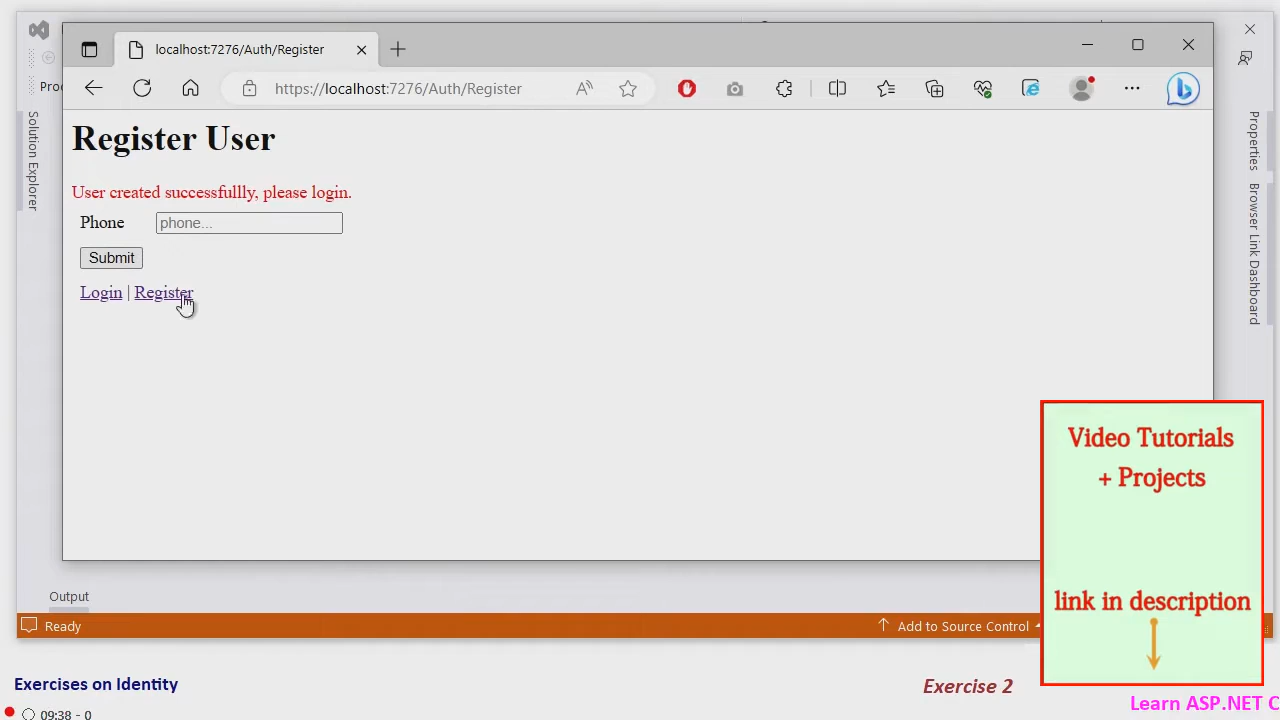 localhost:7276/Auth/Register
https://localhost:7276/Auth/Register
Proc
Solution Explorer
Properties
Browser Link Dashboard
Register User
User created successfullly, please login.
Phone phone...
Submit
Login | Register
Video Tutorials
+ Projects
link in description
Output
Ready
Add to Source Control
Exercises on Identity
Exercise 2
09:38 - 0
Learn ASP.NET C